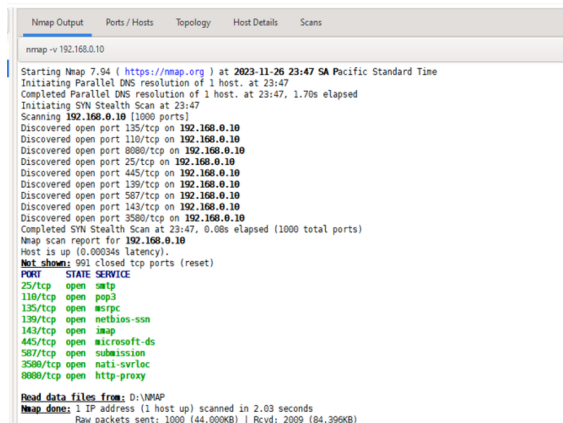 Nmap Output Ports / Hosts Topology Host Details Scans
nmap -v 192.168.0.10
Starting Nmap 7.94 ( https://nmap.org ) at 2023-11-26 23:47 SA Pacific Standard Time
Initiating Parallel DNS resolution of 1 host. at 23:47
Completed Parallel DNS resolution of 1 host. at 23:47, 1.70s elapsed
Initiating SYN Stealth Scan at 23:47
Scanning 192.168.0.10 [1000 ports]
Discovered open port 135/tcp on 192.168.0.10
Discovered open port 110/tcp on 192.168.0.10
Discovered open port 8080/tcp on 192.168.0.10
Discovered open port 25/tcp on 192.168.0.10
Discovered open port 445/tcp on 192.168.0.10
Discovered open port 139/tcp on 192.168.0.10
Discovered open port 587/tcp on 192.168.0.10
Discovered open port 143/tcp on 192.168.0.10
Discovered open port 3580/tcp on 192.168.0.10
Completed SYN Stealth Scan at 23:47, 0.08s elapsed (1000 total ports)
Nmap scan report for 192.168.0.10
Host is up (0.00034s latency).
Not shown: 991 closed tcp ports (reset)
PORT STATE SERVICE
25/tcp open smtp
110/tcp open pop3
135/tcp open msrpc
139/tcp open netbios-ssn
143/tcp open imap
445/tcp open microsoft-ds
587/tcp open submission
3580/tcp open nati-svrloc
8080/tcp open http-proxy
Read data files from: D:\NMAP
Nmap done: 1 IP address (1 host up) scanned in 2.03 seconds
Raw packets sent: 1000 (44.000KB) | Rcvd: 2009 (84.396KB)